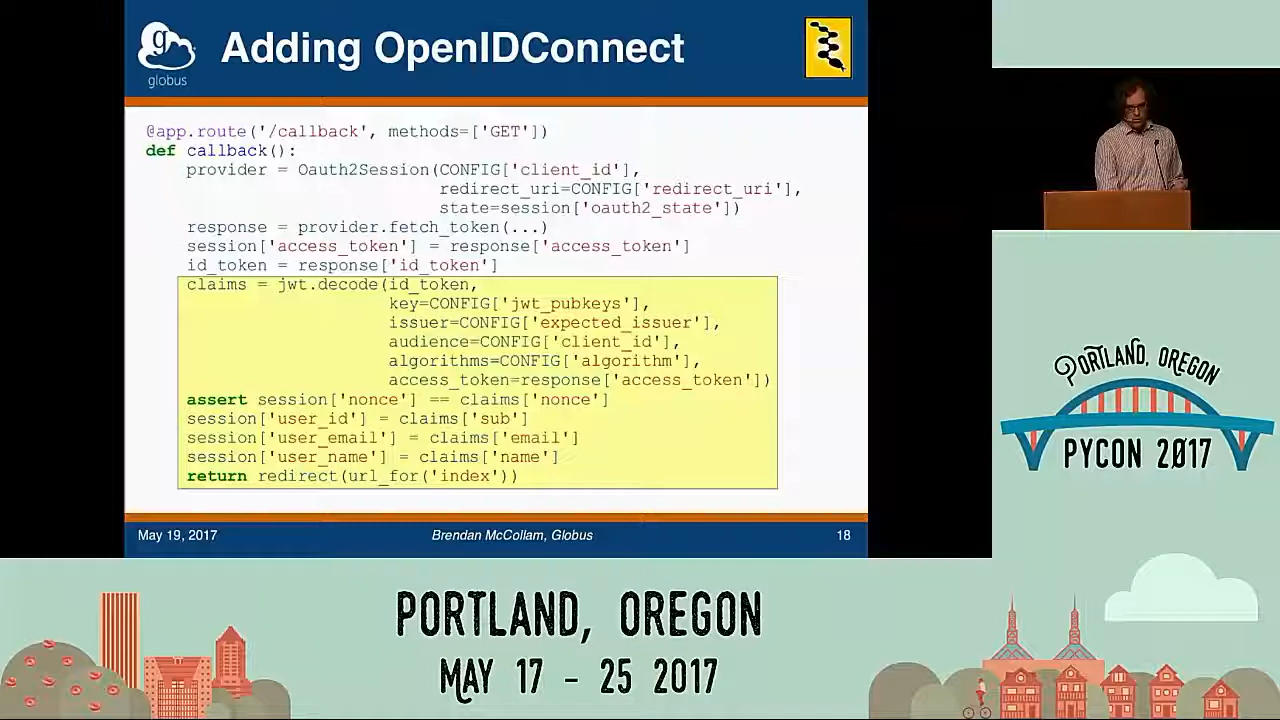 globus
Adding OpenIDConnect
@app.route('/callback', methods=['GET'])
def callback():
    provider = Oauth2Session(CONFIG['client_id'],
                             redirect_uri=CONFIG['redirect_uri'],
                             state=session['oauth2_state'])
    response = provider.fetch_token(...)
    session['access_token'] = response['access_token']
    id_token = response['id_token']
    claims = jwt.decode(id_token,
                        key=CONFIG['jwt_pubkeys'],
                        issuer=CONFIG['expected_issuer'],
                        audience=CONFIG['client_id'],
                        algorithms=CONFIG['algorithm'],
                        access_token=response['access_token'])
    assert session['nonce'] == claims['nonce']
    session['user_id'] = claims['sub']
    session['user_email'] = claims['email']
    session['user_name'] = claims['name']
    return redirect(url_for('index'))
May 19, 2017
Brendan McCollam, Globus
18
PORTLAND, OREGON
PYCON 2017
PORTLAND, OREGON
MAY 17 - 25 2017